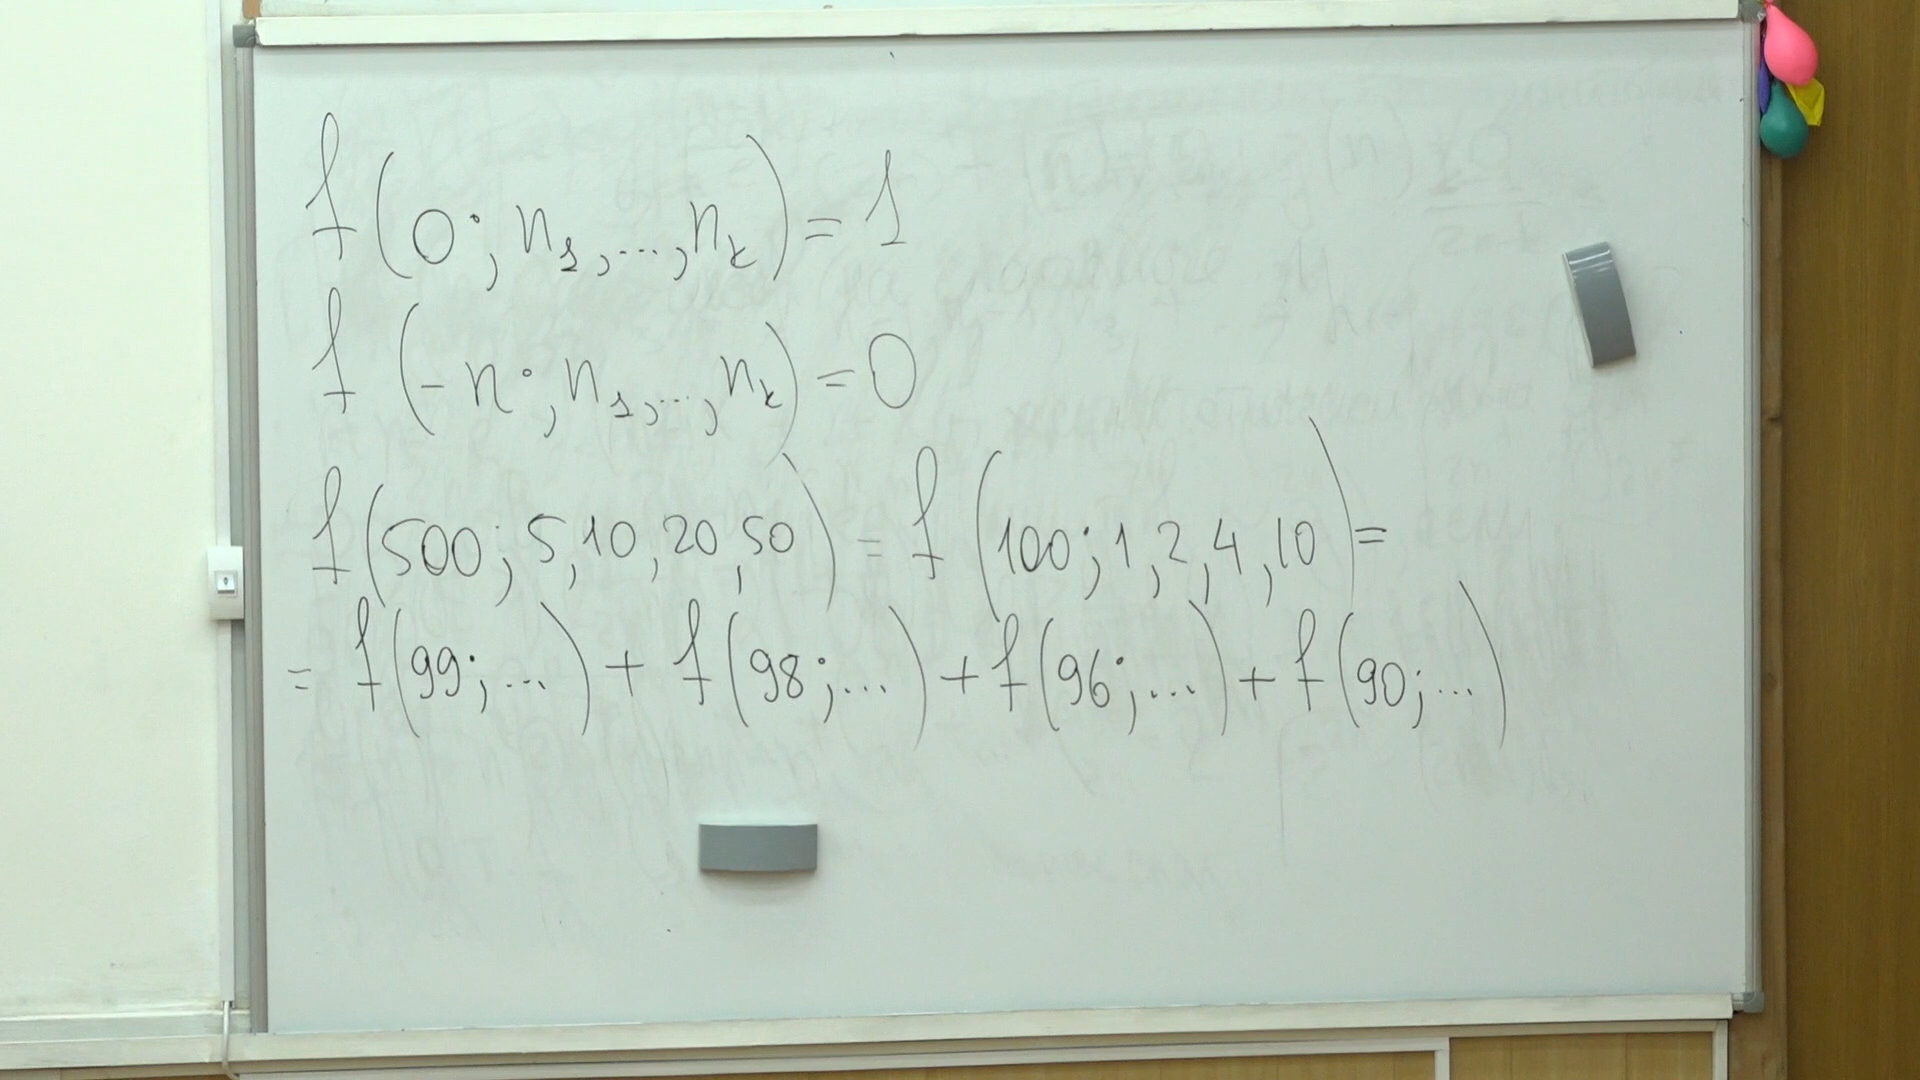 f(0; n₁, ..., nₖ) = 1
f(-n; n₁, ..., nₖ) = 0
f(500; 5, 10, 20, 50) = f(100; 1, 2, 4, 10) =
= f(99; ...) + f(98; ...) + f(96; ...) + f(90; ...)